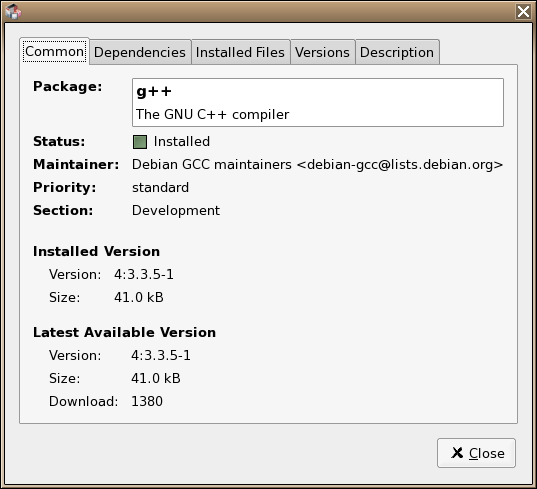 Common Dependencies Installed Files Versions Description
Package: g++
The GNU C++ compiler
Status: Installed
Maintainer: Debian GCC maintainers <debian-gcc@lists.debian.org>
Priority: standard
Section: Development
Installed Version
Version: 4:3.3.5-1
Size: 41.0 kB
Latest Available Version
Version: 4:3.3.5-1
Size: 41.0 kB
Download: 1380
Close